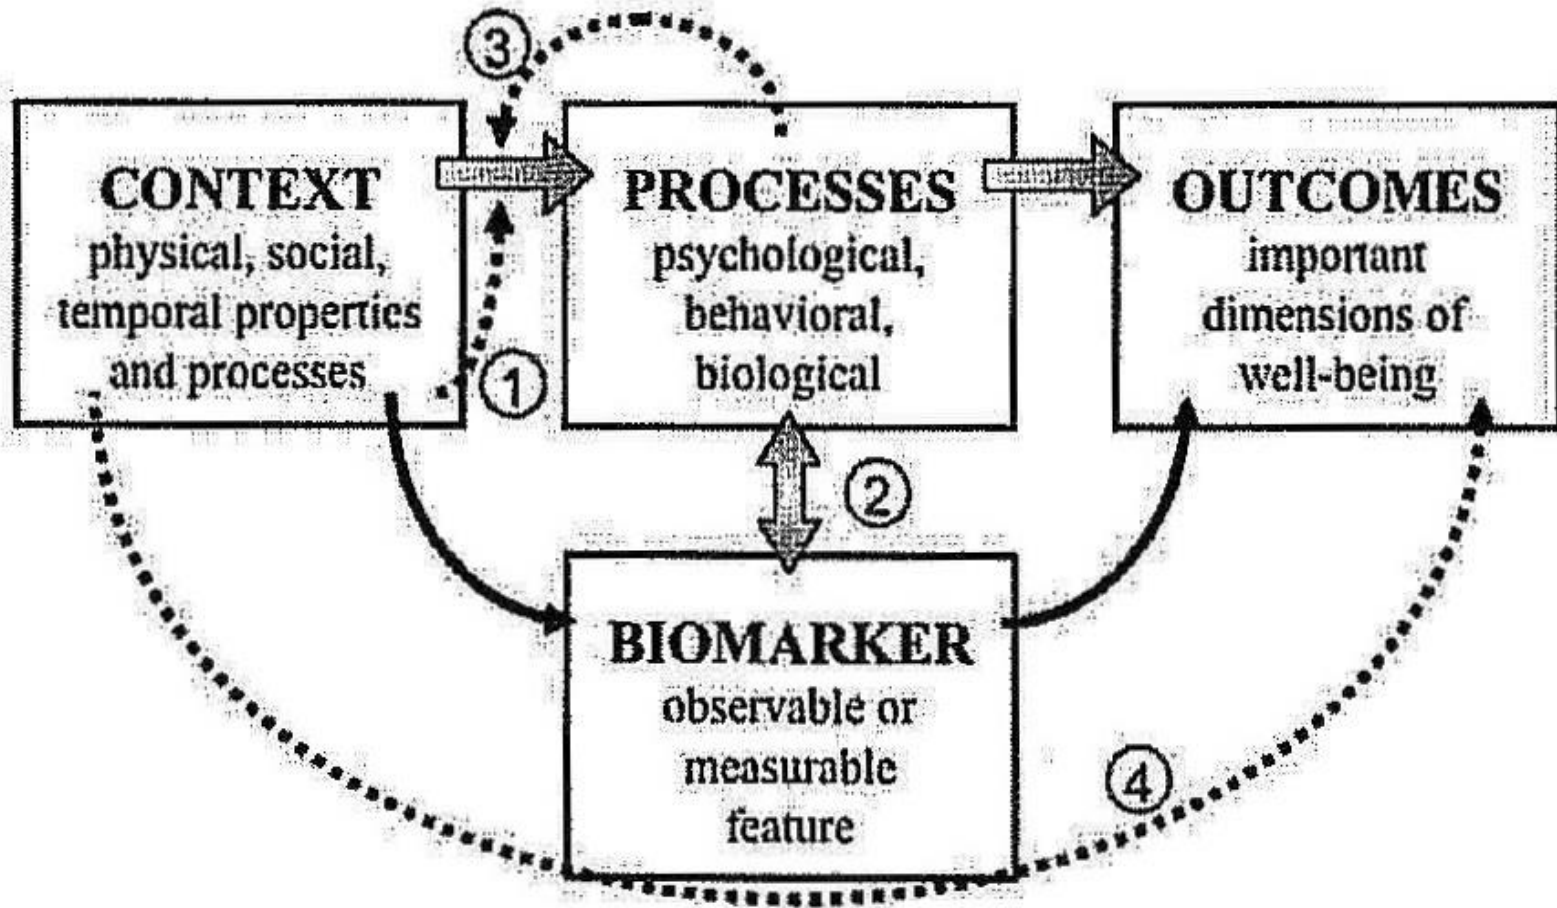 3
CONTEXT
physical, social,
temporal properties
and processes
PROCESSES
psychological,
behavioral,
biological
OUTCOMES
important
dimensions of
well-being
1
2
BIOMARKER
observable or
measurable
feature
4